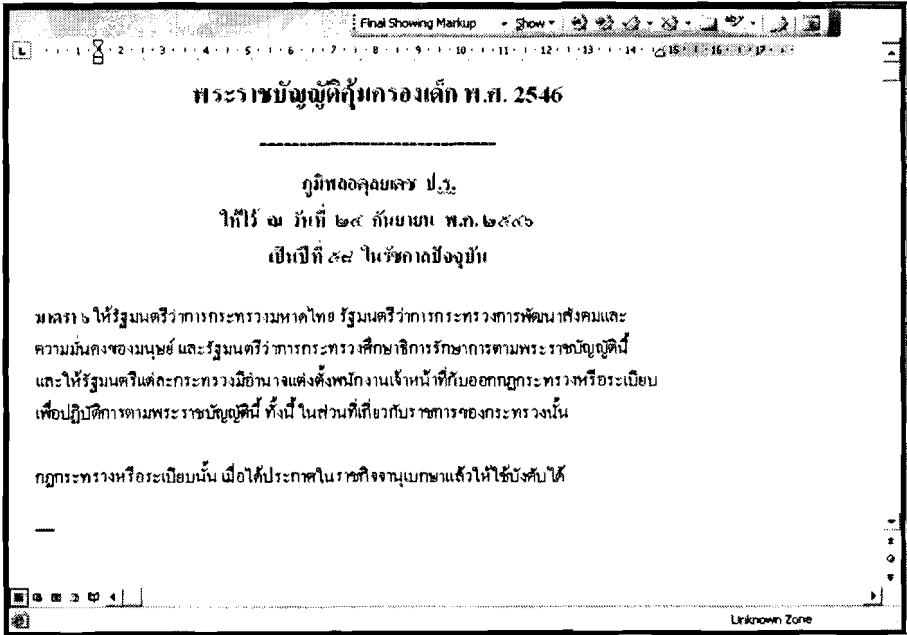 Final Showing Markup Show
1 2 3 4 5 6 7 8 9 10 11 12 13 14 15 16 17
พระราชบัญญัติคุ้มครองเด็ก พ.ศ. 2546
ภูมิพลอดุลยเดช ป.ร.
ให้ไว้ ณ วันที่ ๒๔ กันยายน พ.ศ. ๒๕๔๖
เป็นปีที่ ๕๘ ในรัชกาลปัจจุบัน
มาตรา ๖ ให้รัฐมนตรีว่าการกระทรวงมหาดไทย รัฐมนตรีว่าการกระทรวงการพัฒนาสังคมและ
ความมั่นคงของมนุษย์ และรัฐมนตรีว่าการกระทรวงศึกษาธิการรักษาการตามพระราชบัญญัตินี้
และให้รัฐมนตรีแต่ละกระทรวงมีอำนาจแต่งตั้งพนักงานเจ้าหน้าที่กับออกกฎกระทรวงหรือระเบียบ
เพื่อปฏิบัติการตามพระราชบัญญัตินี้ ทั้งนี้ ในส่วนที่เกี่ยวกับราชการของกระทรวงนั้น
กฎกระทรวงหรือระเบียบนั้น เมื่อได้ประกาศในราชกิจจานุเบกษาแล้วให้ใช้บังคับได้
Unknown Zone